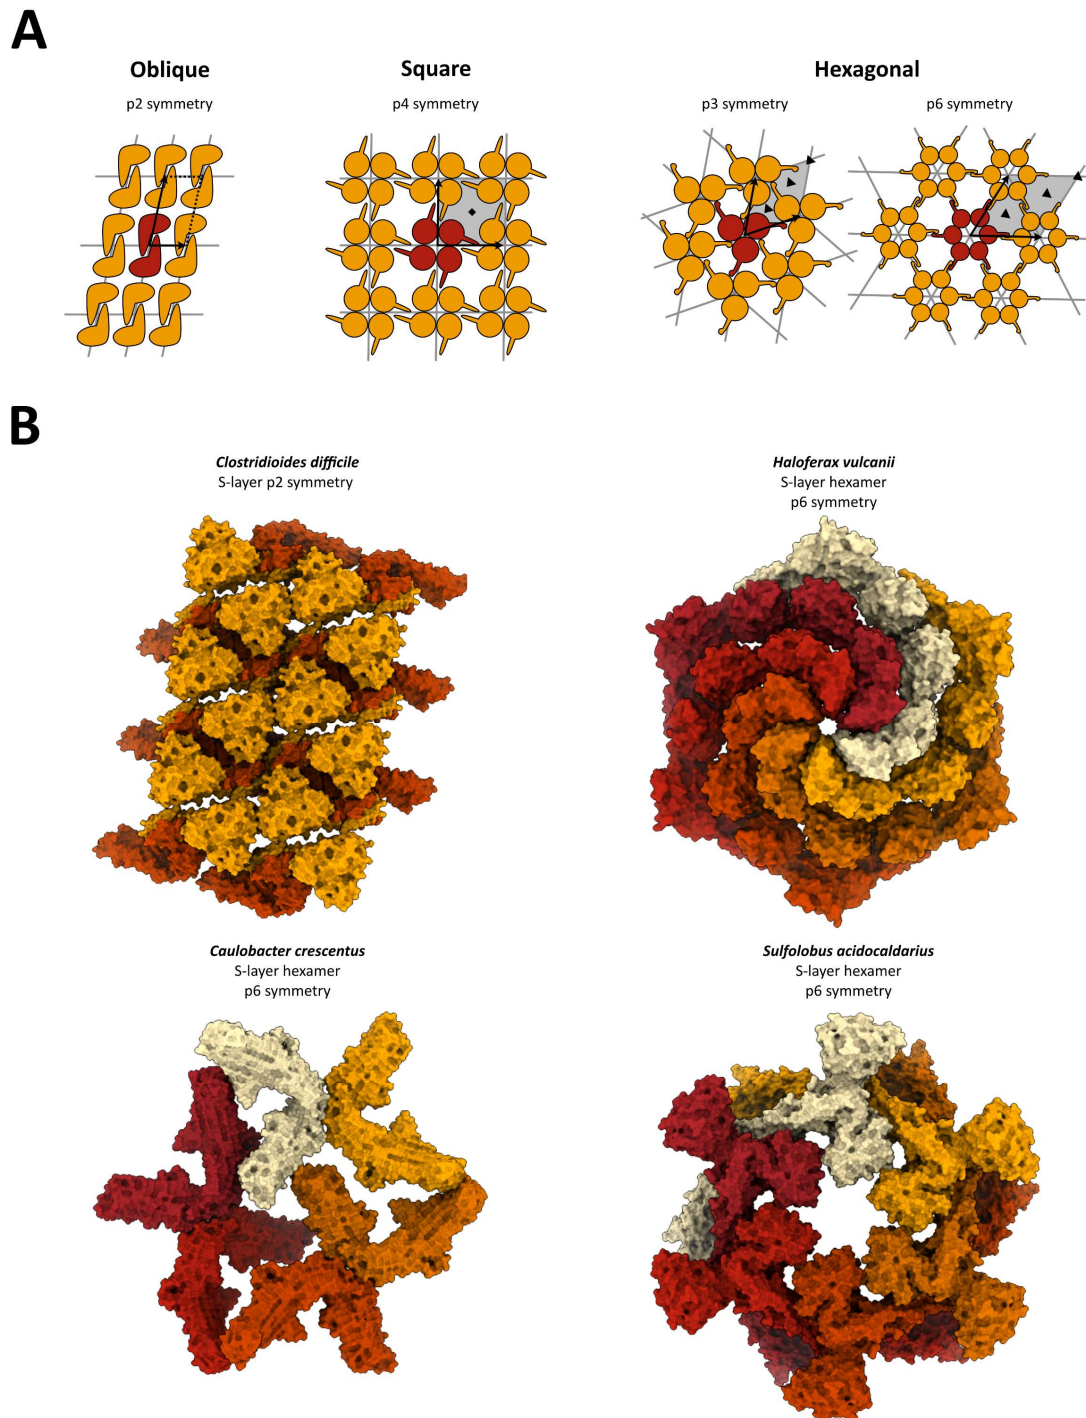 A
Oblique
Square
Hexagonal
p2 symmetry
p4 symmetry
p3 symmetry
p6 symmetry
B
Clostridioides difficile
S-layer p2 symmetry
Haloferax vulcanii
S-layer hexamer
p6 symmetry
Caulobacter crescentus
S-layer hexamer
p6 symmetry
Sulfolobus acidocaldarius
S-layer hexamer
p6 symmetry